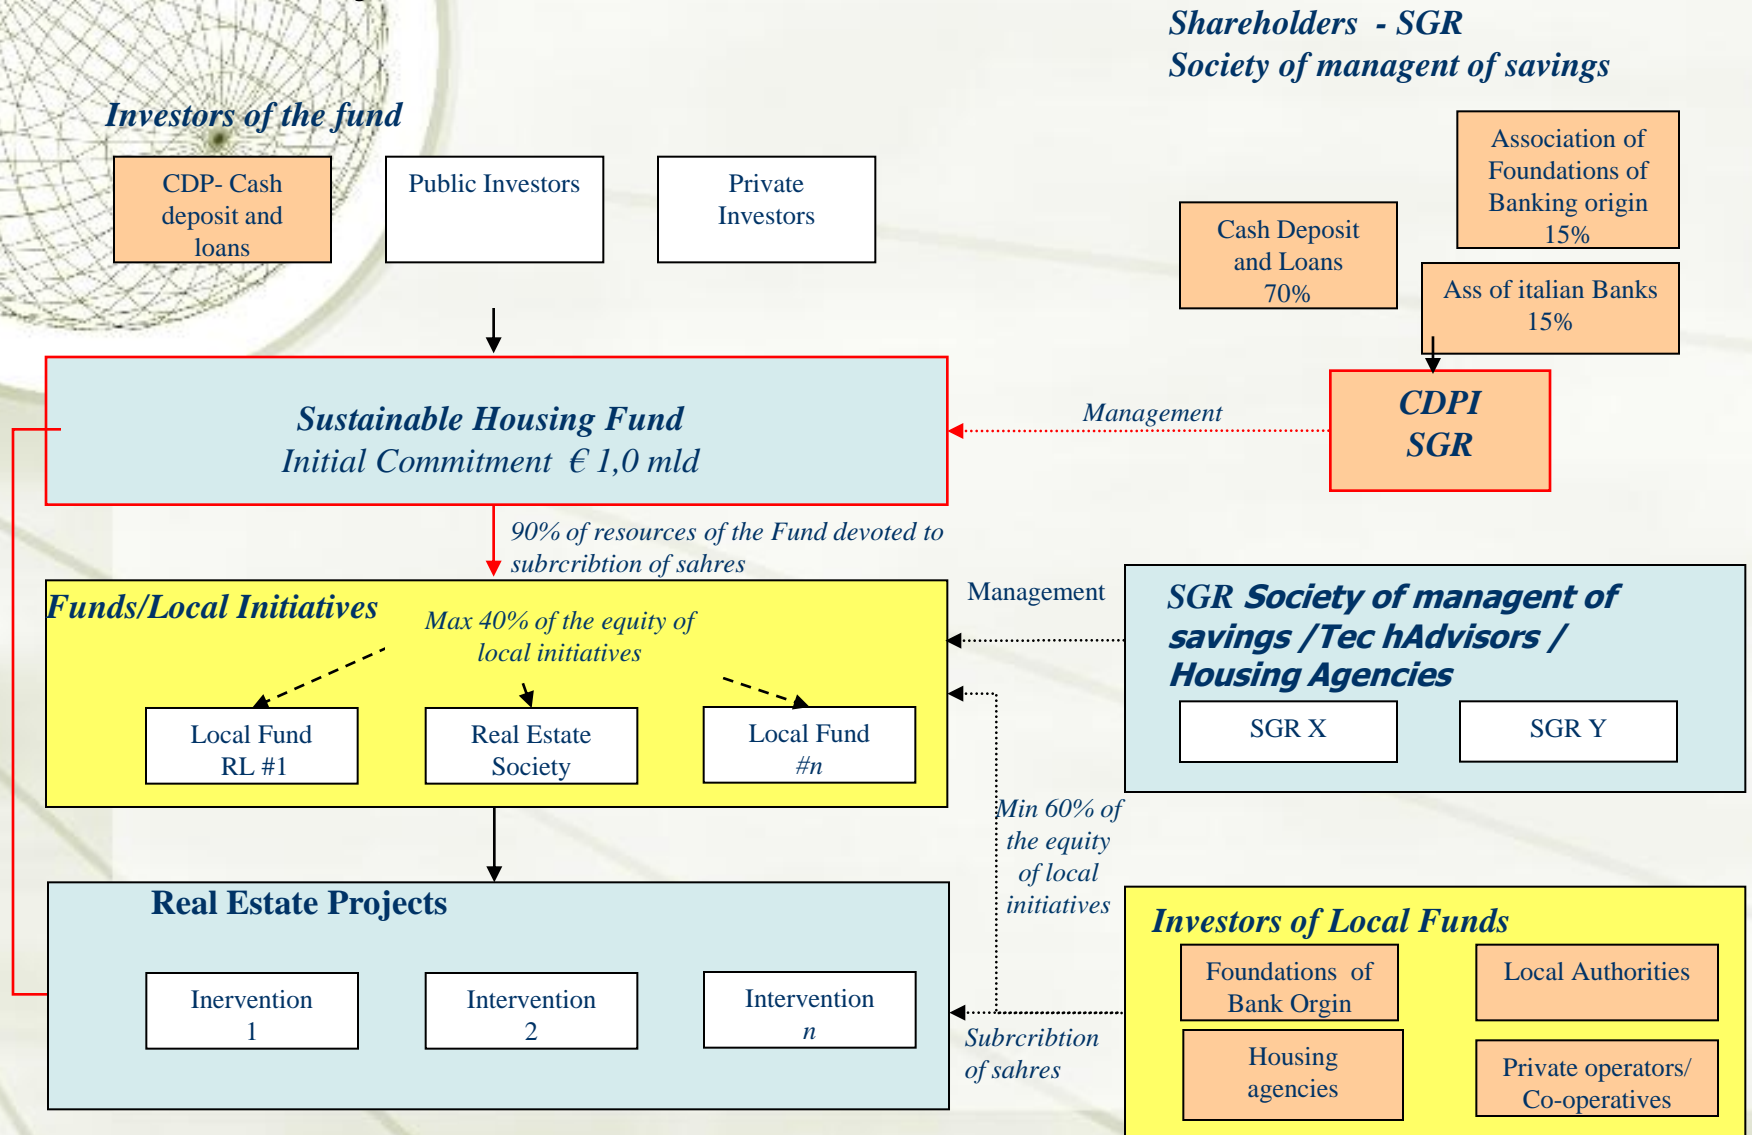 Shareholders - SGR
Society of managent of savings
Investors of the fund
CDP- Cash
deposit and
loans
Public Investors
Private
Investors
Association of
Foundations of
Banking origin
15%
Cash Deposit
and Loans
70%
Ass of italian Banks
15%
Sustainable Housing Fund
Initial Commitment € 1,0 mld
Management
CDPI
SGR
90% of resources of the Fund devoted to
subrcribtion of sahres
Funds/Local Initiatives
Max 40% of the equity of
local initiatives
Local Fund
RL #1
Real Estate
Society
Local Fund
#n
Management
SGR Society of managent of
savings /Tec hAdvisors /
Housing Agencies
SGR X
SGR Y
Min 60% of
the equity
of local
initiatives
Real Estate Projects
Inervention
1
Intervention
2
Intervention
n
Subrcribtion
of sahres
Investors of Local Funds
Foundations of
Bank Orgin
Local Authorities
Housing
agencies
Private operators/
Co-operatives